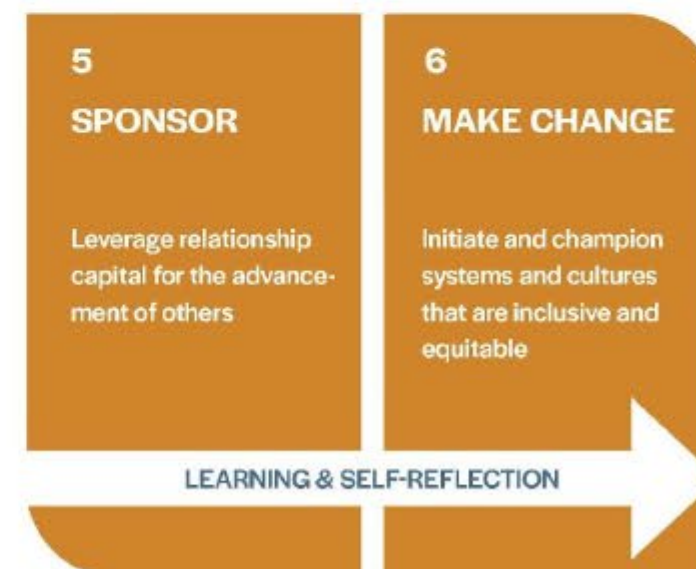 5
SPONSOR
Leverage relationship
capital for the advance-
ment of others
6
MAKE CHANGE
Initiate and champion
systems and cultures
that are inclusive and
equitable
LEARNING & SELF-REFLECTION